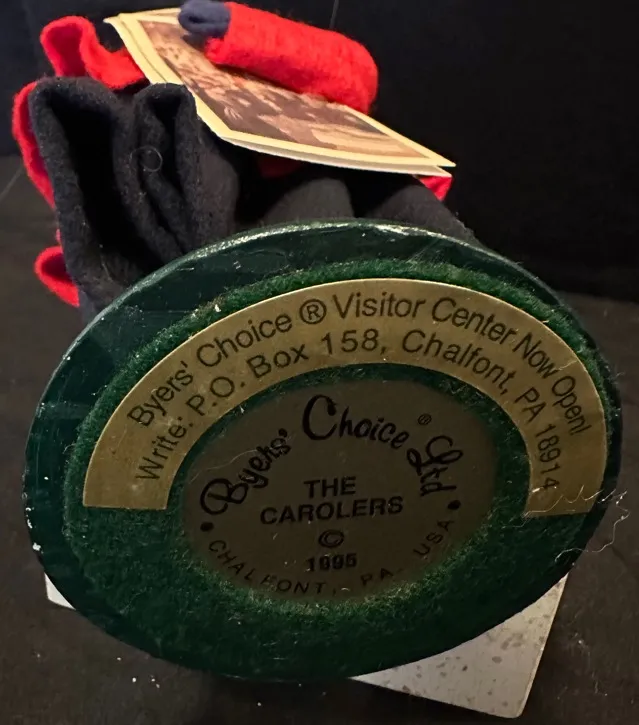 Byers' Choice ® Visitor Center Now Open!
Write: P.O. Box 158, Chalfont, PA 18914
Byers' Choice ® Ltd
THE
CAROLERS
©
1995
• CHALFONT, PA USA •